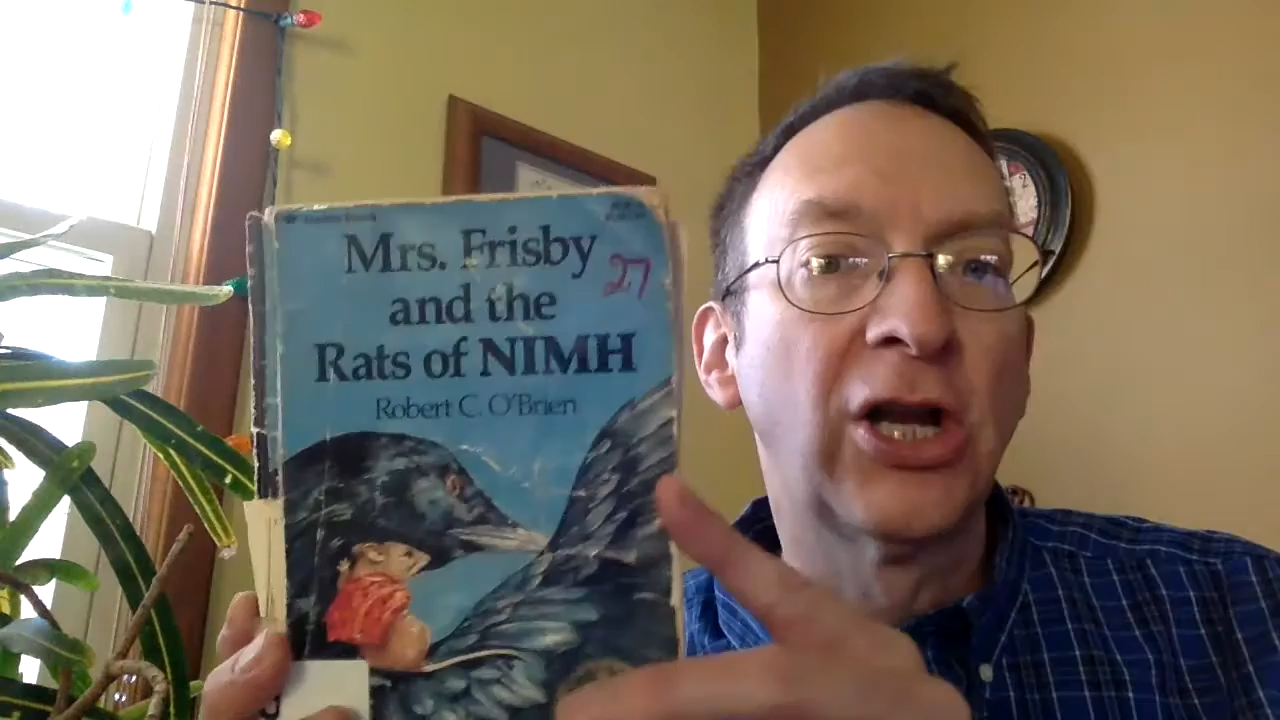 Mrs. Frisby
27
and the
Rats of NIMH
Robert C. O'Brien